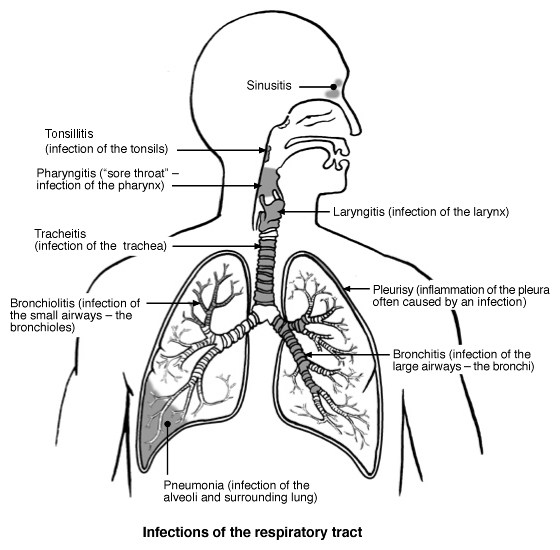 Sinusitis
Tonsillitis
(infection of the tonsils)
Pharyngitis (“sore throat” –
infection of the pharynx)
Laryngitis (infection of the larynx)
Tracheitis
(infection of the trachea)
Pleurisy (inflammation of the pleura
often caused by an infection)
Bronchiolitis (infection of
the small airways – the
bronchioles)
Bronchitis (infection of the
large airways – the bronchi)
Pneumonia (infection of the
alveoli and surrounding lung)
Infections of the respiratory tract